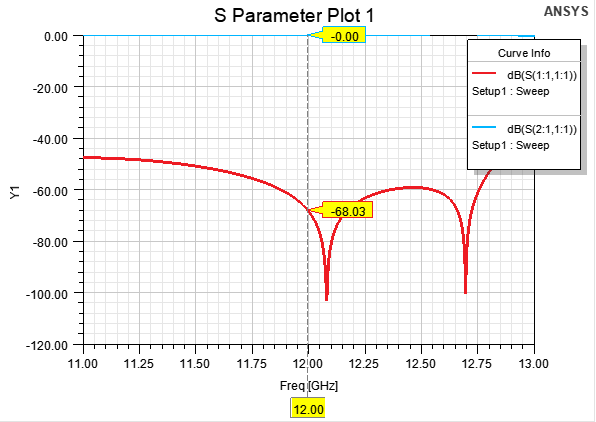 S Parameter Plot 1
ANSYS
Curve Info
dB(S(1:1,1:1))
Setup1 : Sweep
dB(S(2:1,1:1))
Setup1 : Sweep
-0.00
-68.03
Y1
0.00
-20.00
-40.00
-60.00
-80.00
-100.00
-120.00
11.00 11.25 11.50 11.75 12.00 12.25 12.50 12.75 13.00
Freq [GHz]
12.00